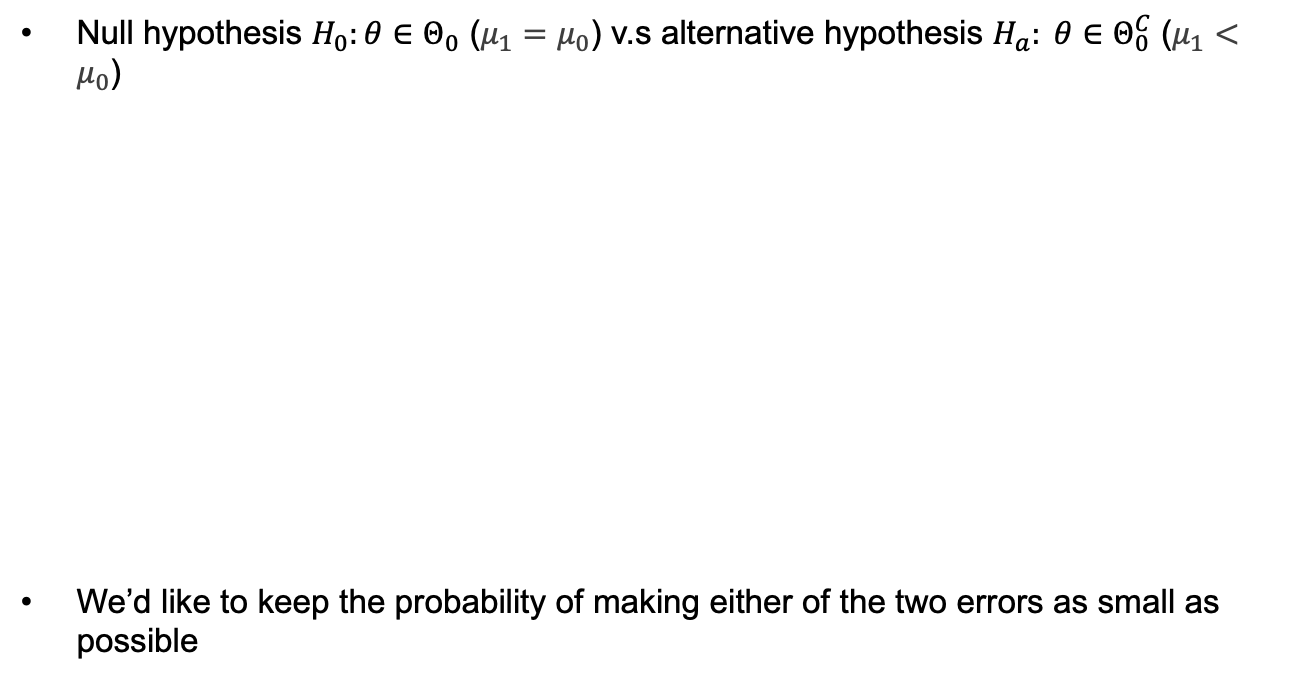 • Null hypothesis 𝐻₀: 𝜃 ∈ Θ₀ (𝜇₁ = 𝜇₀) v.s alternative hypothesis 𝐻ₐ: 𝜃 ∈ Θ₀ᶜ (𝜇₁ <
𝜇₀)
• We’d like to keep the probability of making either of the two errors as small as
possible